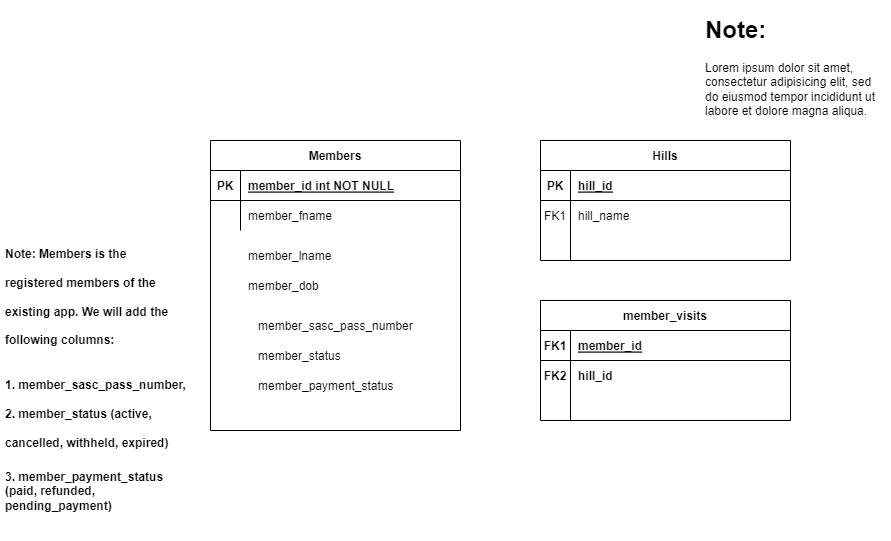 Note:
Lorem ipsum dolor sit amet,
consectetur adipisicing elit, sed
do eiusmod tempor incididunt ut
labore et dolore magna aliqua.
Members
PK member_id int NOT NULL
member_fname
member_lname
member_dob
member_sasc_pass_number
member_status
member_payment_status
Hills
PK hill_id
FK1 hill_name
member_visits
FK1 member_id
FK2 hill_id
Note: Members is the
registered members of the
existing app. We will add the
following columns:
1. member_sasc_pass_number,
2. member_status (active,
cancelled, withheld, expired)
3. member_payment_status
(paid, refunded,
pending_payment)